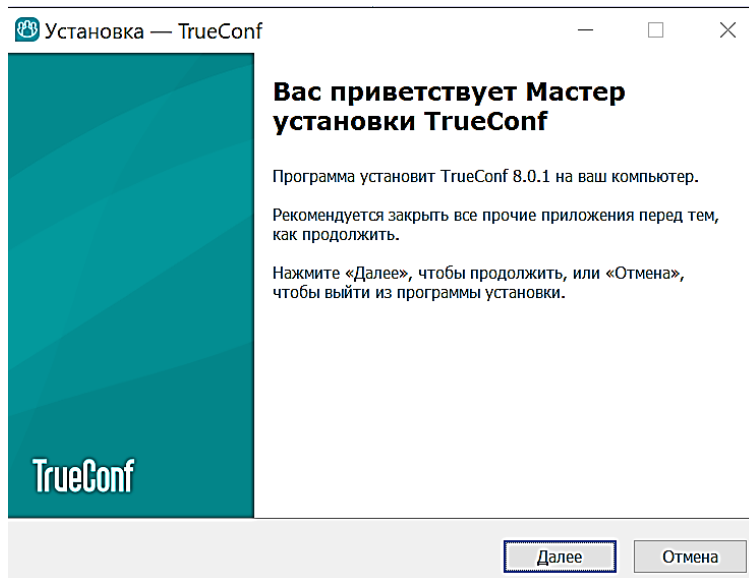 Установка — TrueConf
Вас приветствует Мастер
установки TrueConf
Программа установит TrueConf 8.0.1 на ваш компьютер.
Рекомендуется закрыть все прочие приложения перед тем,
как продолжить.
Нажмите «Далее», чтобы продолжить, или «Отмена»,
чтобы выйти из программы установки.
TrueConf
Далее
Отмена